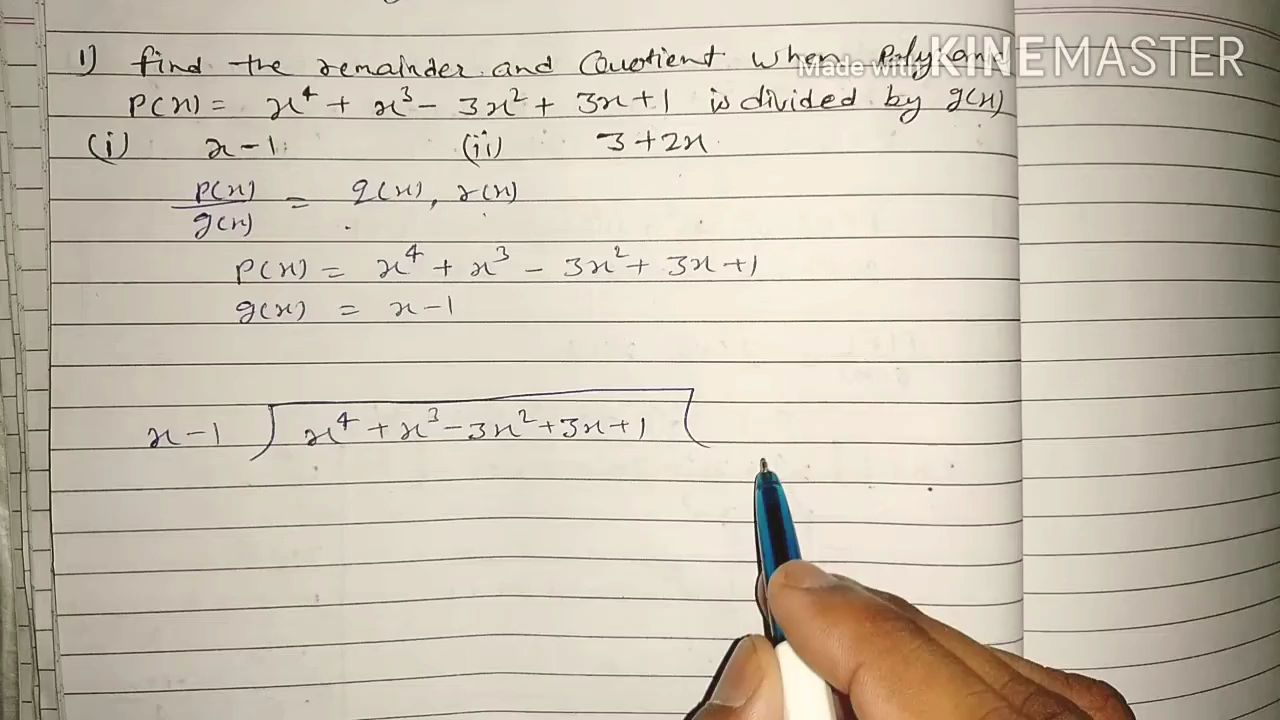 1) find the remainder and Quotient when Polynom
Made with KINEMASTER
P(x) = x⁴ + x³ - 3x² + 3x + 1 is divided by g(x)
(i) x-1 (ii) 3+2x
P(x)/g(x) = q(x), r(x)
P(x) = x⁴ + x³ - 3x² + 3x + 1
g(x) = x-1
x-1 ) x⁴ + x³ - 3x² + 3x + 1